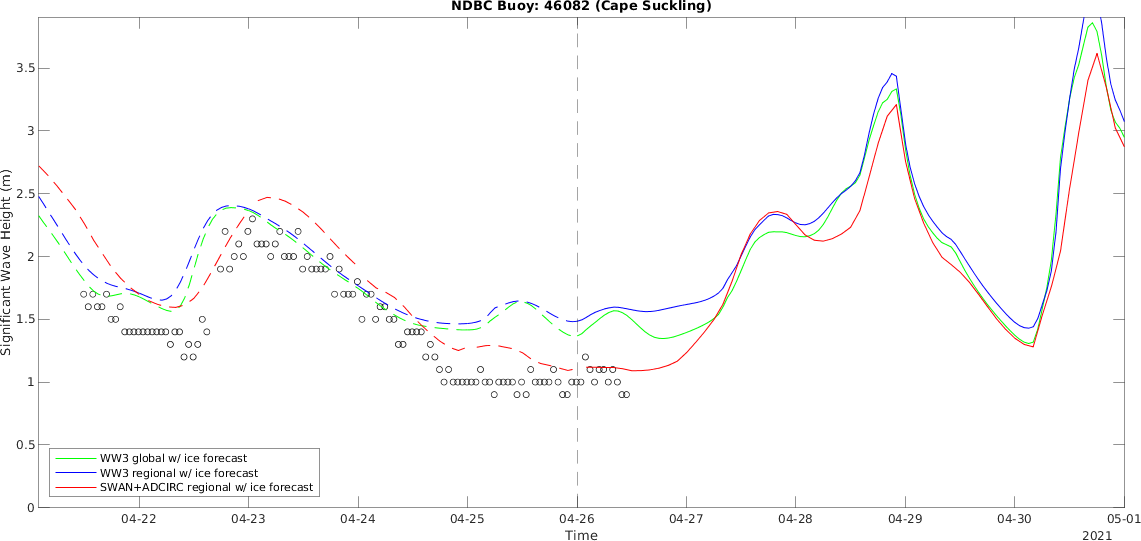 NDBC Buoy: 46082 (Cape Suckling)
Significant Wave Height (m)
3.5
3
2.5
2
1.5
1
0.5
0
WW3 global w/ ice forecast
WW3 regional w/ ice forecast
SWAN+ADCIRC regional w/ ice forecast
04-22 04-23 04-24 04-25 04-26 04-27 04-28 04-29 04-30 05-01
Time
2021